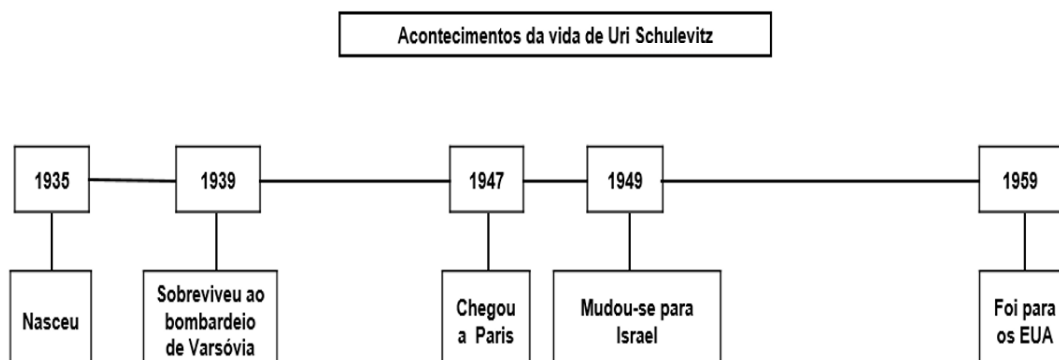 Acontecimentos da vida de Uri Schulevitz
1935
1939
1947
1949
1959
Nasceu
Sobreviveu ao
bombardeio
de Varsóvia
Chegou
a Paris
Mudou-se para
Israel
Foi para
os EUA